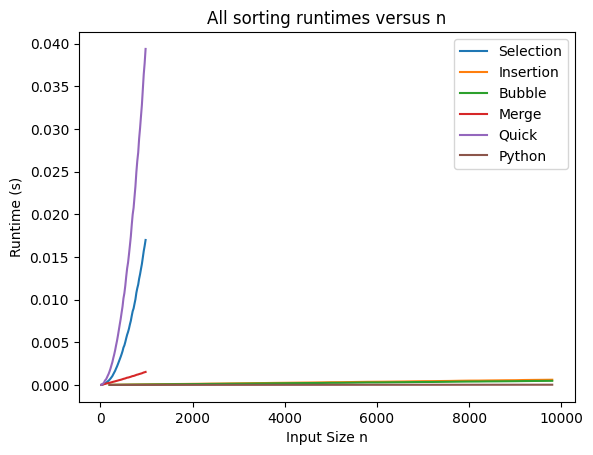 All sorting runtimes versus n
0.040
0.035
0.030
0.025
0.020
0.015
0.010
0.005
0.000
Runtime (s)
Selection
Insertion
Bubble
Merge
Quick
Python
0 2000 4000 6000 8000 10000
Input Size n